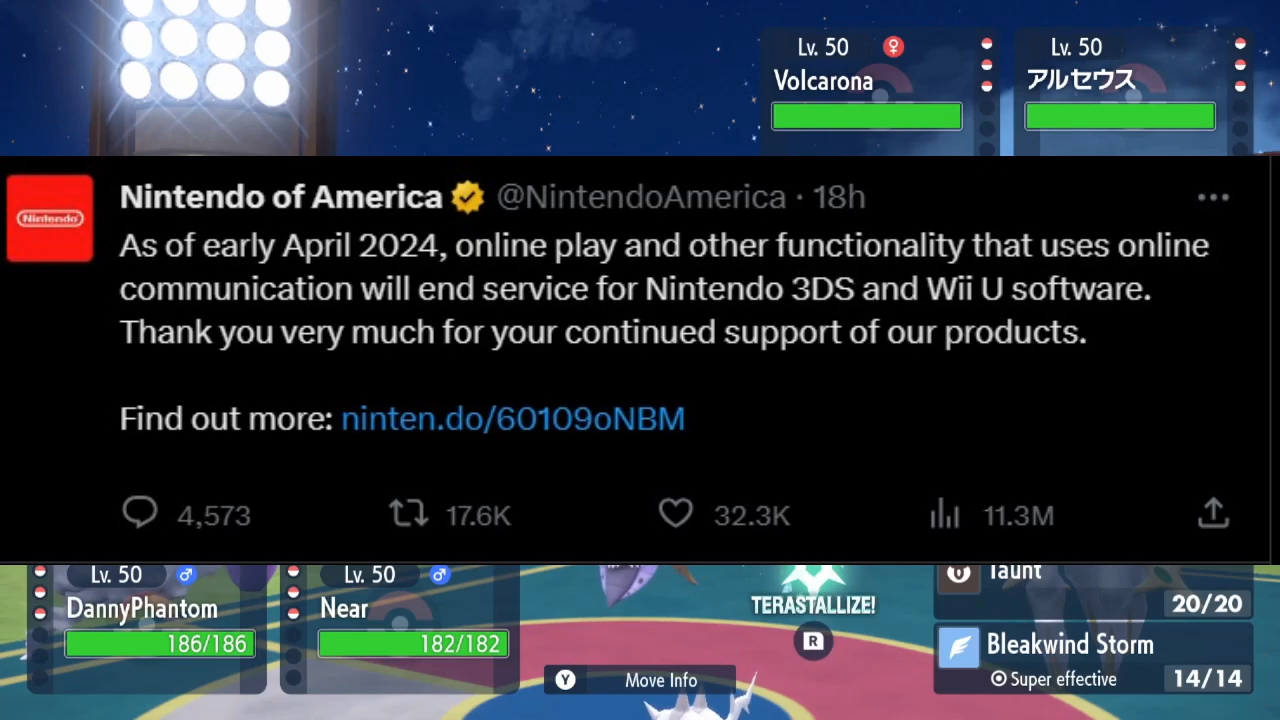 Lv. 50
Volcarona
Lv. 50
アルセウス
Nintendo
Nintendo of America @NintendoAmerica · 18h
As of early April 2024, online play and other functionality that uses online
communication will end service for Nintendo 3DS and Wii U software.
Thank you very much for your continued support of our products.
Find out more: ninten.do/60109oNBM
4,573 17.6K 32.3K 11.3M
Lv. 50
DannyPhantom
186/186
Lv. 50
Near
182/182
TERASTALLIZE!
R
Y Move Info
Taunt
20/20
Bleakwind Storm
Super effective 14/14